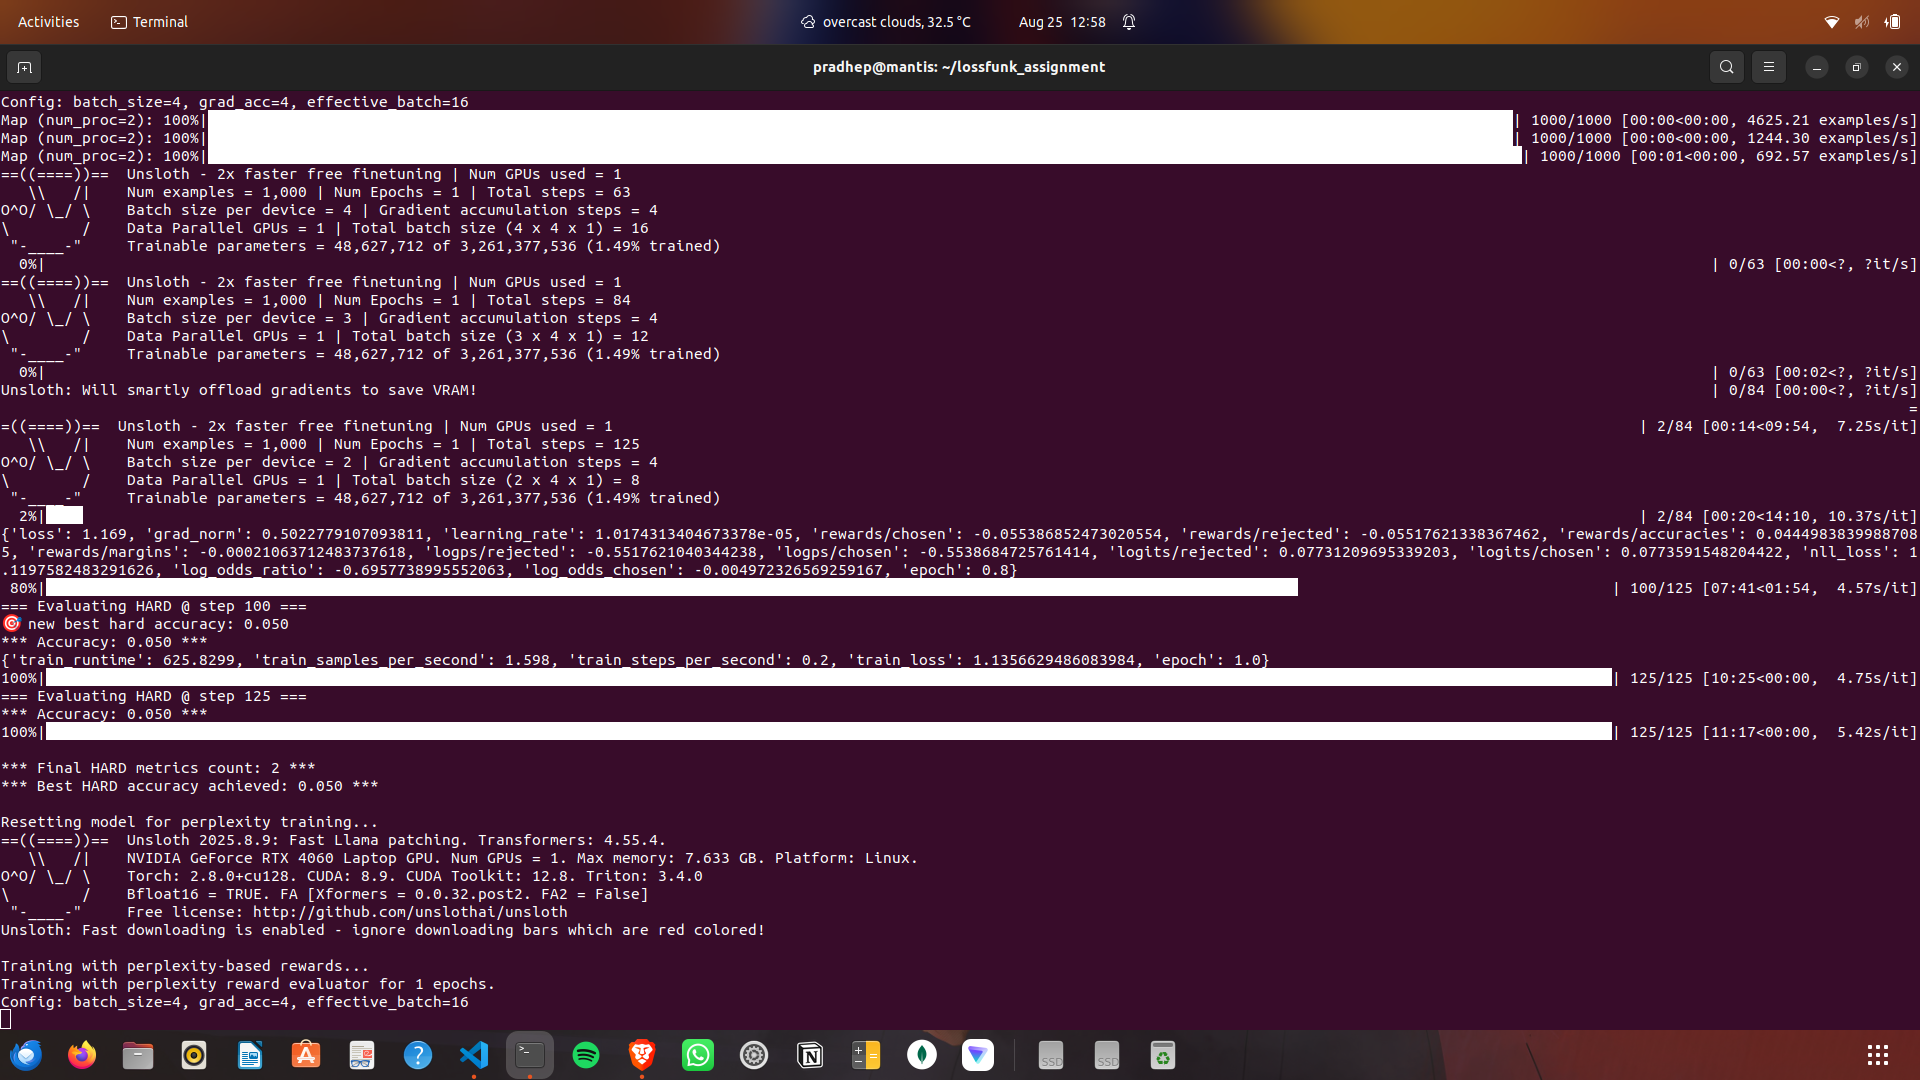 Activities Terminal overcast clouds, 32.5 °C Aug 25 12:58
pradhep@mantis: ~/lossfunk_assignment
Config: batch_size=4, grad_acc=4, effective_batch=16
Map (num_proc=2): 100%| | 1000/1000 [00:00<00:00, 4625.21 examples/s]
Map (num_proc=2): 100%| | 1000/1000 [00:00<00:00, 1244.30 examples/s]
Map (num_proc=2): 100%| | 1000/1000 [00:01<00:00, 692.57 examples/s]
==((====))==  Unsloth - 2x faster free finetuning | Num GPUs used = 1
   \\   /|    Num examples = 1,000 | Num Epochs = 1 | Total steps = 63
O^O/ \_/ \    Batch size per device = 4 | Gradient accumulation steps = 4
\        /    Data Parallel GPUs = 1 | Total batch size (4 x 4 x 1) = 16
 "-____-"     Trainable parameters = 48,627,712 of 3,261,377,536 (1.49% trained)
  0%| | 0/63 [00:00<?, ?it/s]
==((====))==  Unsloth - 2x faster free finetuning | Num GPUs used = 1
   \\   /|    Num examples = 1,000 | Num Epochs = 1 | Total steps = 84
O^O/ \_/ \    Batch size per device = 3 | Gradient accumulation steps = 4
\        /    Data Parallel GPUs = 1 | Total batch size (3 x 4 x 1) = 12
 "-____-"     Trainable parameters = 48,627,712 of 3,261,377,536 (1.49% trained)
  0%| | 0/63 [00:02<?, ?it/s]
Unsloth: Will smartly offload gradients to save VRAM! | 0/84 [00:00<?, ?it/s]
=
=((====))==  Unsloth - 2x faster free finetuning | Num GPUs used = 1 | 2/84 [00:14<09:54,  7.25s/it]
   \\   /|    Num examples = 1,000 | Num Epochs = 1 | Total steps = 125
O^O/ \_/ \    Batch size per device = 2 | Gradient accumulation steps = 4
\        /    Data Parallel GPUs = 1 | Total batch size (2 x 4 x 1) = 8
 "-____-"     Trainable parameters = 48,627,712 of 3,261,377,536 (1.49% trained)
  2%| | 2/84 [00:20<14:10, 10.37s/it]
{'loss': 1.169, 'grad_norm': 0.5022779107093811, 'learning_rate': 1.0174313404673378e-05, 'rewards/chosen': -0.055386852473020554, 'rewards/rejected': -0.05517621338367462, 'rewards/accuracies': 0.0444983839988708
5, 'rewards/margins': -0.00021063712483737618, 'logps/rejected': -0.5517621040344238, 'logps/chosen': -0.5538684725761414, 'logits/rejected': 0.07731209695339203, 'logits/chosen': 0.0773591548204422, 'nll_loss': 1
.1197582483291626, 'log_odds_ratio': -0.6957738995552063, 'log_odds_chosen': -0.004972326569259167, 'epoch': 0.8}
 80%| | 100/125 [07:41<01:54,  4.57s/it]
=== Evaluating HARD @ step 100 ===
🎯 new best hard accuracy: 0.050
*** Accuracy: 0.050 ***
{'train_runtime': 625.8299, 'train_samples_per_second': 1.598, 'train_steps_per_second': 0.2, 'train_loss': 1.1356629486083984, 'epoch': 1.0}
100%| | 125/125 [10:25<00:00,  4.75s/it]
=== Evaluating HARD @ step 125 ===
*** Accuracy: 0.050 ***
100%| | 125/125 [11:17<00:00,  5.42s/it]
*** Final HARD metrics count: 2 ***
*** Best HARD accuracy achieved: 0.050 ***
Resetting model for perplexity training...
==((====))==  Unsloth 2025.8.9: Fast Llama patching. Transformers: 4.55.4.
   \\   /|    NVIDIA GeForce RTX 4060 Laptop GPU. Num GPUs = 1. Max memory: 7.633 GB. Platform: Linux.
O^O/ \_/ \    Torch: 2.8.0+cu128. CUDA: 8.9. CUDA Toolkit: 12.8. Triton: 3.4.0
\        /    Bfloat16 = TRUE. FA [Xformers = 0.0.32.post2. FA2 = False]
 "-____-"     Free license: http://github.com/unslothai/unsloth
Unsloth: Fast downloading is enabled - ignore downloading bars which are red colored!
Training with perplexity-based rewards...
Training with perplexity reward evaluator for 1 epochs.
Config: batch_size=4, grad_acc=4, effective_batch=16
SSD SSD